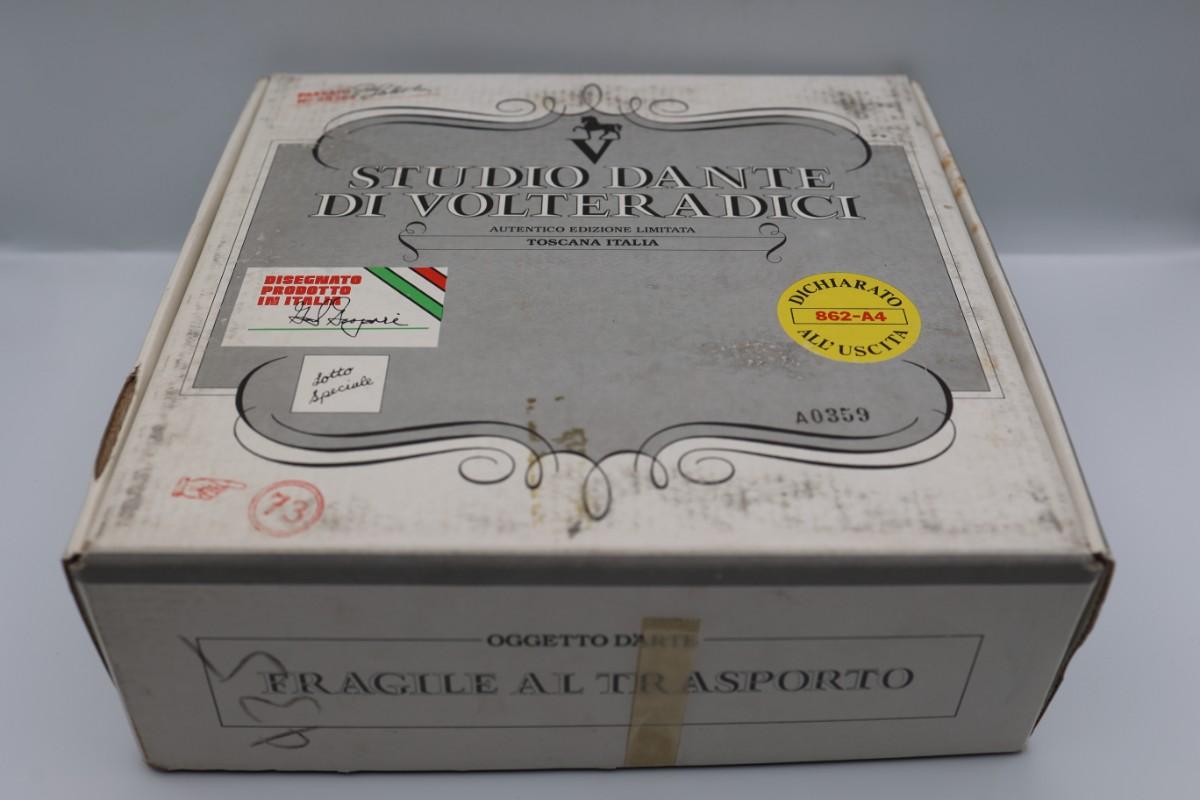 V
STUDIO DANTE
DI VOLTERADICI
AUTENTICO EDIZIONE LIMITATA
TOSCANA ITALIA
DISEGNATO
PRODOTTO
IN ITALIA
DICHIARATO
862-A4
ALL' USCITA
Lotto
Speciale
A0359
73
OGGETTO D'ARTE
FRAGILE AL TRASPORTO